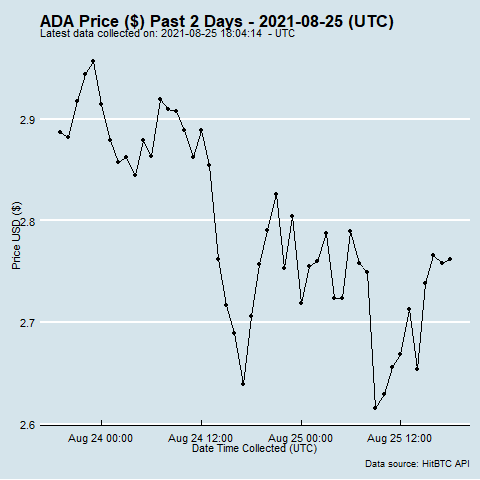 ADA Price ($) Past 2 Days - 2021-08-25 (UTC)
Latest data collected on: 2021-08-25 18:04:14  - UTC
2.9
2.8
Price USD ($)
2.7
2.6
Aug 24 00:00 Aug 24 12:00 Aug 25 00:00 Aug 25 12:00
Date Time Collected (UTC)
Data source: HitBTC API